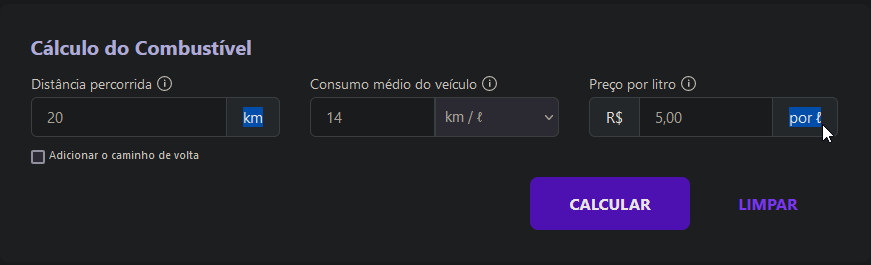 Cálculo do Combustível
Distância percorrida
Consumo médio do veículo
Preço por litro
20 km
14 km / ℓ
R$ 5,00 por ℓ
Adicionar o caminho de volta
CALCULAR
LIMPAR